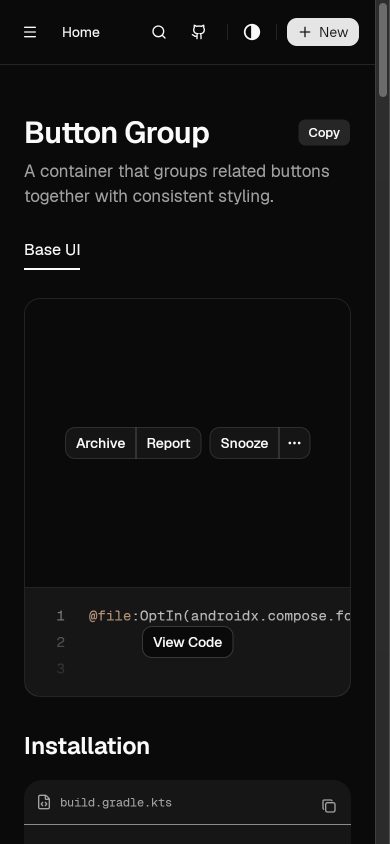 Home
New
Button Group
Copy
A container that groups related buttons
together with consistent styling.
Base UI
Archive
Report
Snooze
1 @file:OptIn(androidx.compose.fo
2
View Code
3
Installation
build.gradle.kts